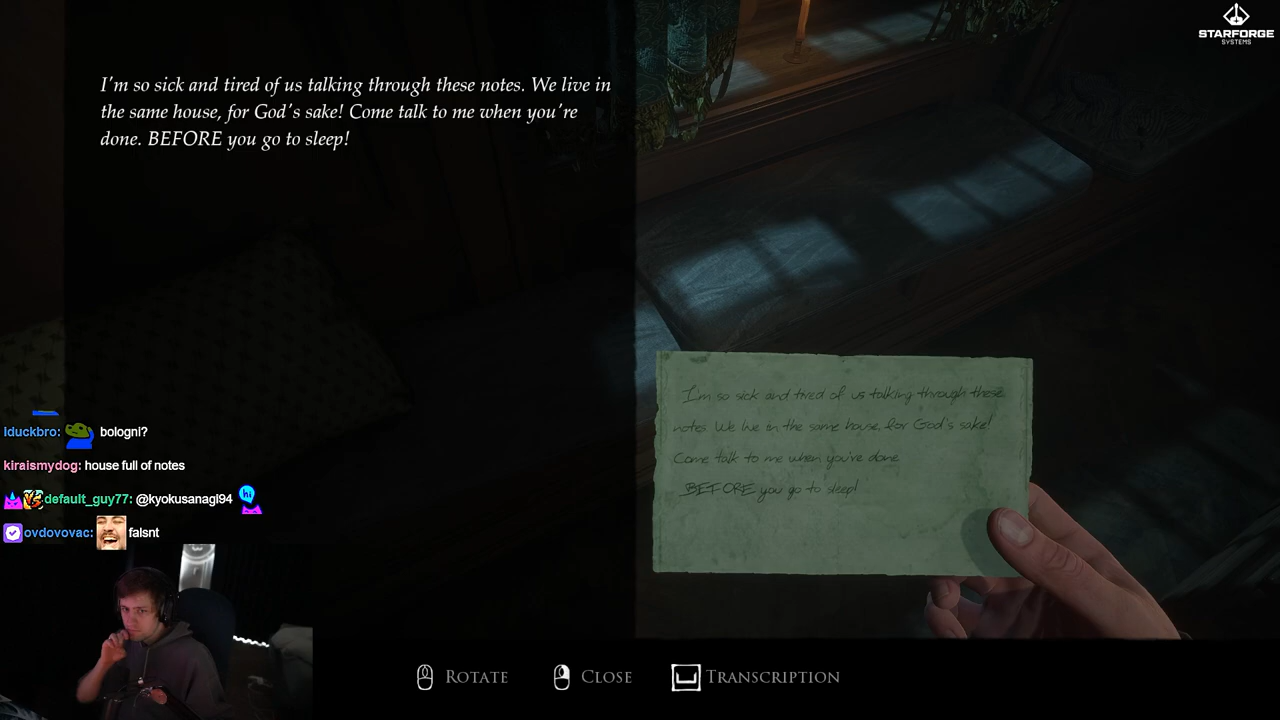 STARFORGE
SYSTEMS
I'm so sick and tired of us talking through these notes. We live in
the same house, for God's sake! Come talk to me when you're
done. BEFORE you go to sleep!
I'm so sick and tired of us talking through these
notes. We live in the same house, for God's sake!
Come talk to me when you're done
BEFORE you go to sleep!
lduckbro: bolognl?
kiraismydog: house full of notes
default_guy77: @kyokusanagl94 hi
ovdovovac: falsnt
ROTATE
CLOSE
TRANSCRIPTION